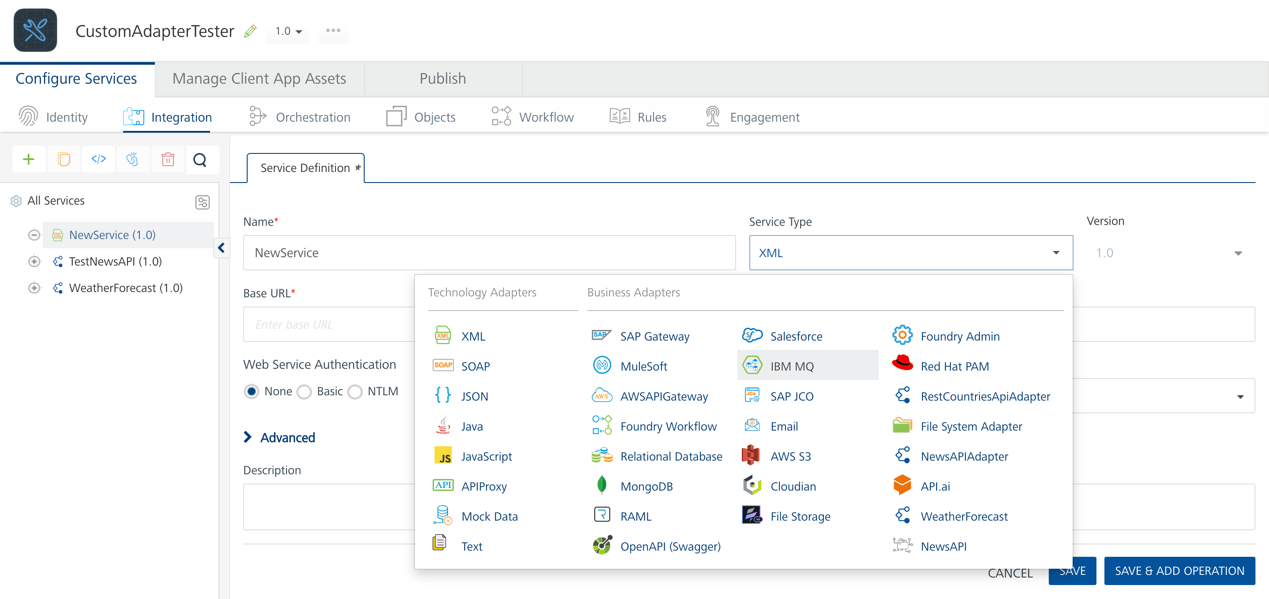 CustomAdapterTester 1.0 •••
Configure Services Manage Client App Assets Publish
Identity Integration Orchestration Objects Workflow Rules Engagement
Service Definition *
All Services
NewService (1.0)
TestNewsAPI (1.0)
WeatherForecast (1.0)
Name* Service Type Version
NewService XML 1.0
Base URL*
Enter base URL
Web Service Authentication
None Basic NTLM
Advanced
Description
Technology Adapters Business Adapters
XML SAP Gateway Salesforce Foundry Admin
SOAP SOAP MuleSoft IBM MQ Red Hat PAM
JSON AWSAPIGateway SAP JCO RestCountriesApiAdapter
Java Foundry Workflow Email File System Adapter
JS JavaScript Relational Database AWS S3 NewsAPIAdapter
API APIProxy MongoDB Cloudian API.ai
Mock Data RAML File Storage WeatherForecast
Text OpenAPI (Swagger) NewsAPI
CANCEL SAVE SAVE & ADD OPERATION